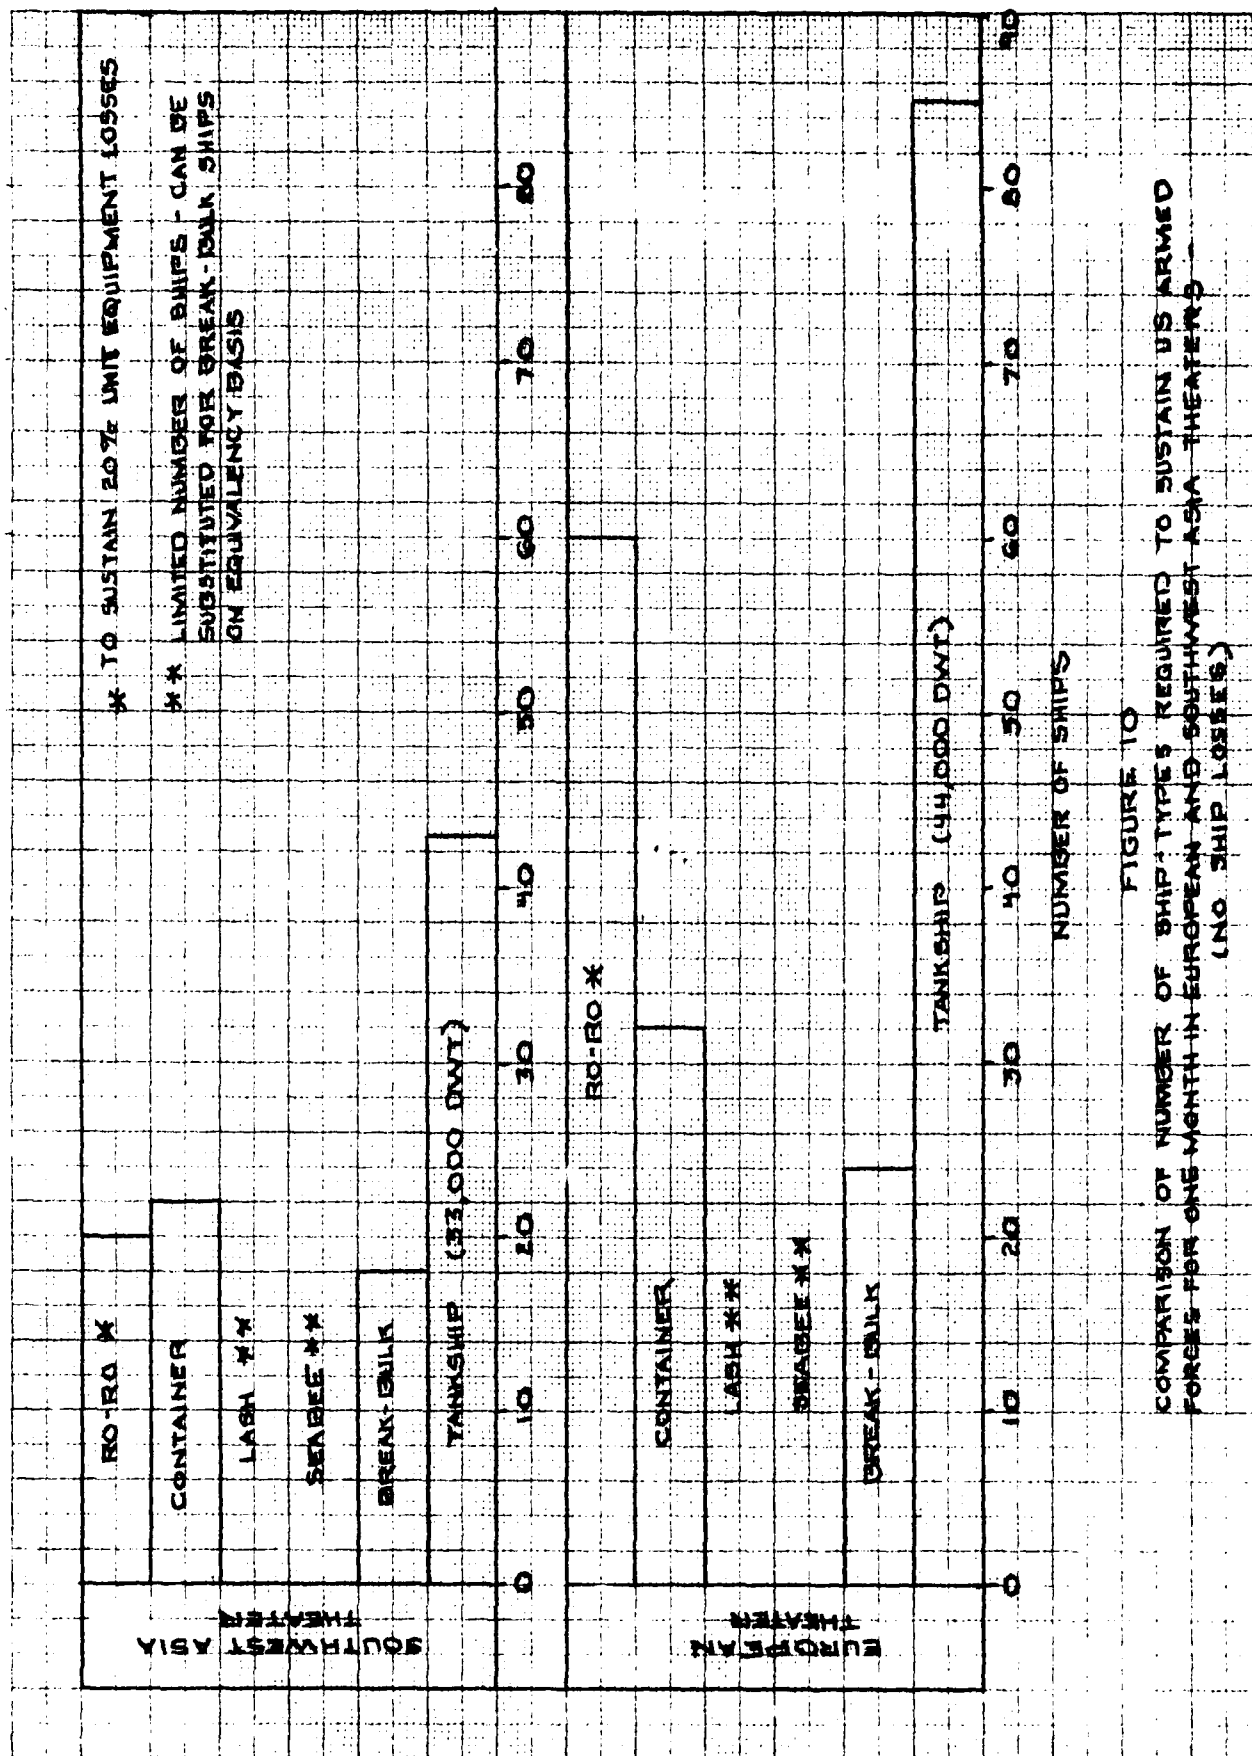 * TO SUSTAIN 20% UNIT EQUIPMENT LOSSES
** LIMITED NUMBER OF SHIPS - CAN BE
SUBSTITUTED FOR BREAK-BULK SHIPS
ON EQUIVALENCY BASIS
SOUTHWEST ASIA
THEATER
RO-RO *
CONTAINER
LASH **
SEABEE **
BREAK-BULK
TANKSHIP (33,000 DWT)
0 10 20 30 40 50 60 70 80
EUROPEAN
THEATER
RO-RO *
CONTAINER
LASH **
SEABEE **
BREAK-BULK
TANKSHIP (44,000 DWT)
0 10 20 30 40 50 60 70 80 90
NUMBER OF SHIPS
FIGURE 10
COMPARISON OF NUMBER OF SHIP-TYPES REQUIRED TO SUSTAIN US ARMED
FORCES FOR ONE MONTH IN EUROPEAN AND SOUTHWEST ASIA THEATERS
(NO SHIP LOSSES)